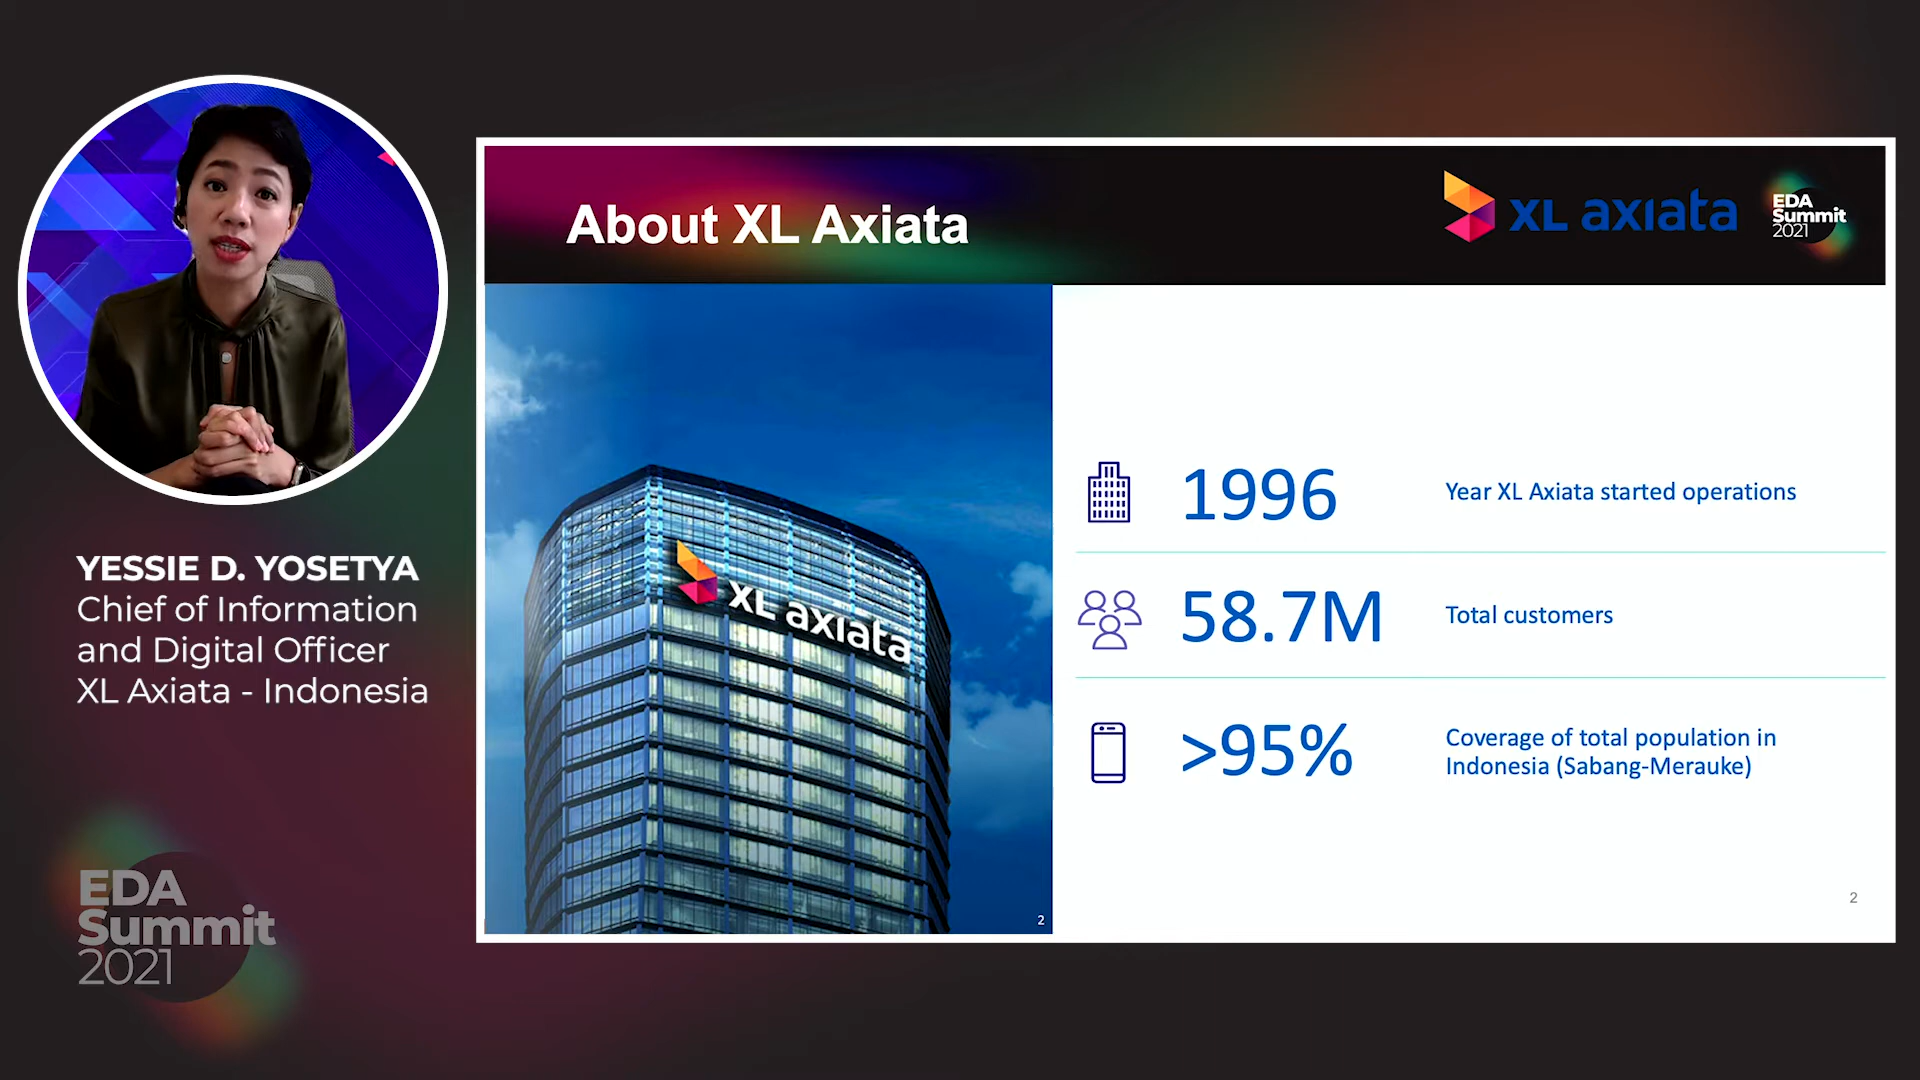 YESSIE D. YOSETYA
Chief of Information
and Digital Officer
XL Axiata - Indonesia
EDA
Summit
2021
About XL Axiata
XL axiata
EDA
Summit
2021
XL axiata
1996
Year XL Axiata started operations
58.7M
Total customers
>95%
Coverage of total population in
Indonesia (Sabang-Merauke)
2
2